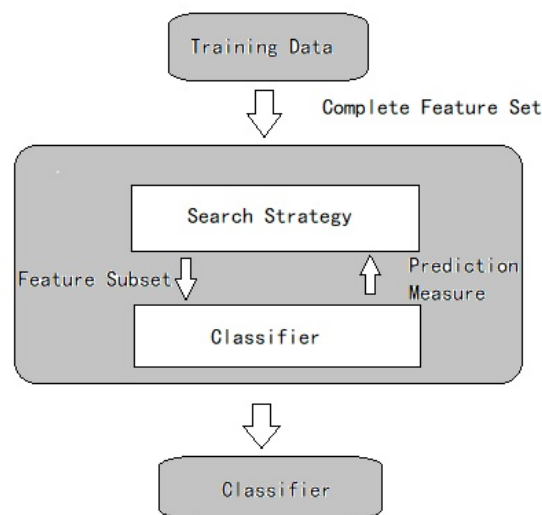 Training Data
Complete Feature Set
Search Strategy
Feature Subset
Prediction
Measure
Classifier
Classifier